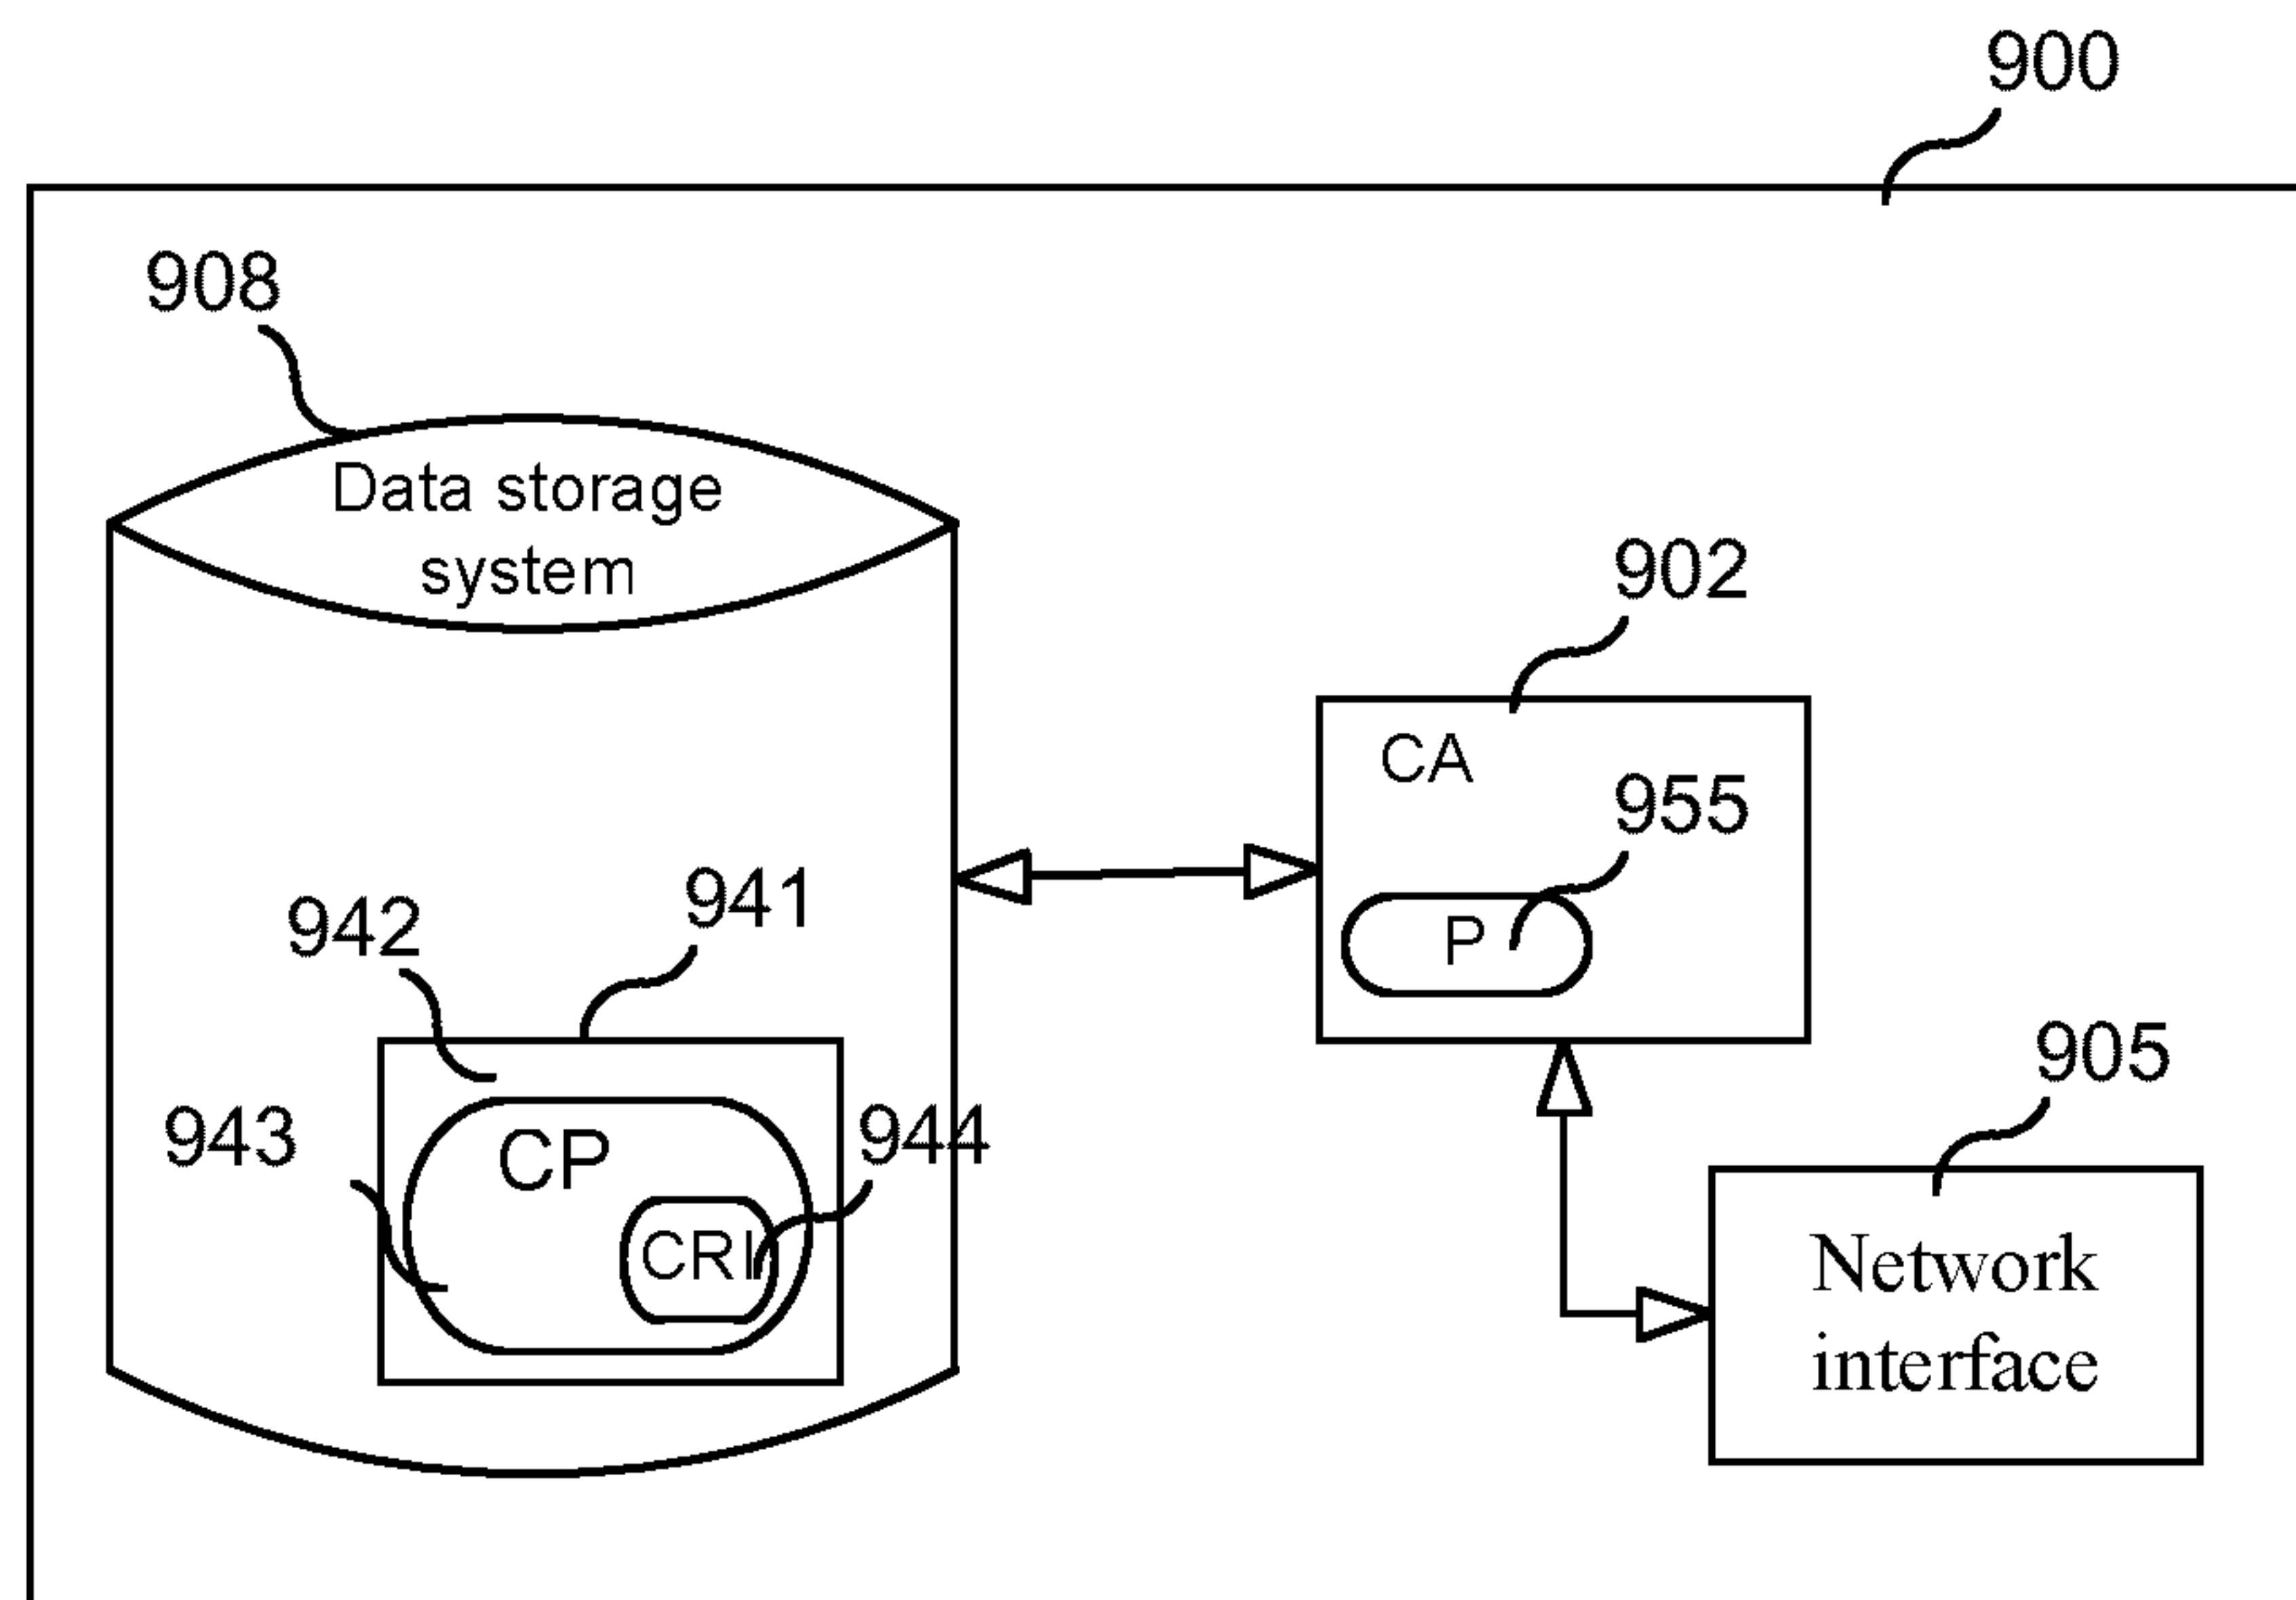 900
908
Data storage
system
902
CA
955
P
941
942
943
CP
944
CRI
905
Network
interface